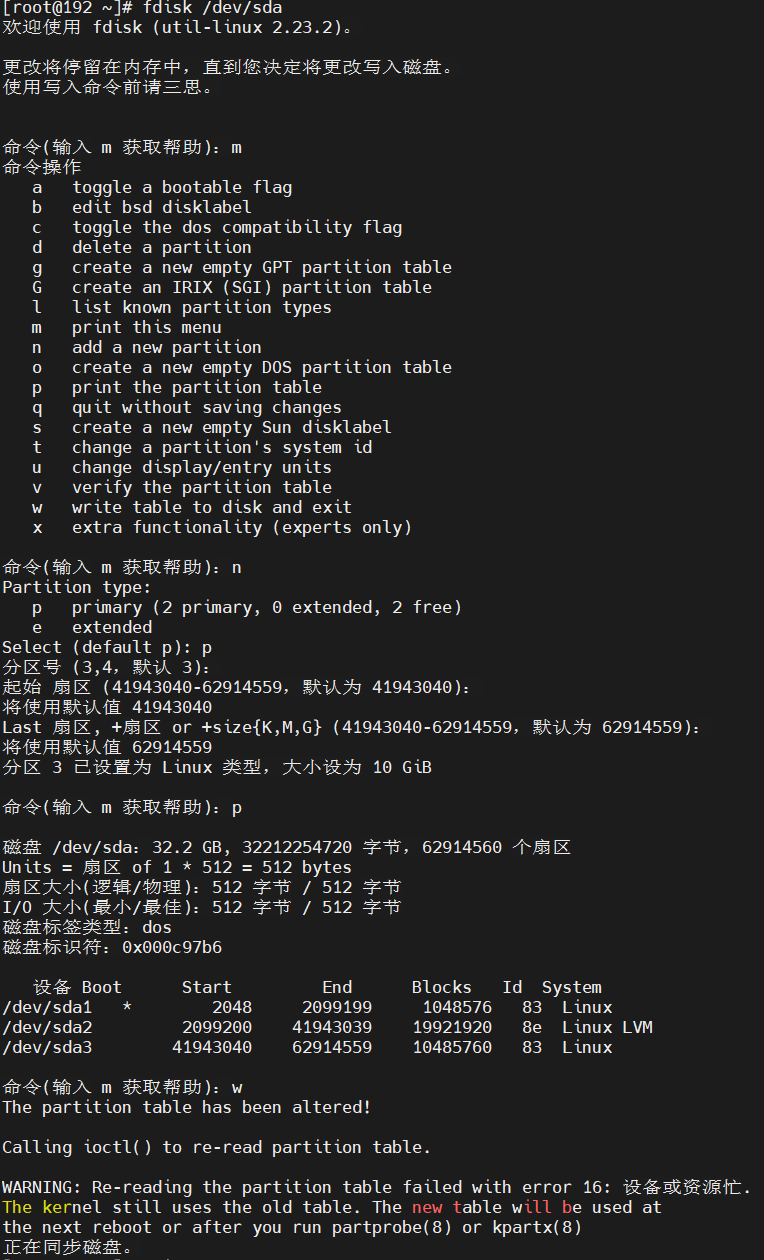 [root@192 ~]# fdisk /dev/sda
欢迎使用 fdisk (util-linux 2.23.2)。
更改将停留在内存中，直到您决定将更改写入磁盘。
使用写入命令前请三思。
命令(输入 m 获取帮助)：m
命令操作
a   toggle a bootable flag
b   edit bsd disklabel
c   toggle the dos compatibility flag
d   delete a partition
g   create a new empty GPT partition table
G   create an IRIX (SGI) partition table
l   list known partition types
m   print this menu
n   add a new partition
o   create a new empty DOS partition table
p   print the partition table
q   quit without saving changes
s   create a new empty Sun disklabel
t   change a partition's system id
u   change display/entry units
v   verify the partition table
w   write table to disk and exit
x   extra functionality (experts only)
命令(输入 m 获取帮助)：n
Partition type:
p   primary (2 primary, 0 extended, 2 free)
e   extended
Select (default p): p
分区号 (3,4，默认 3)：
起始 扇区 (41943040-62914559，默认为 41943040)：
将使用默认值 41943040
Last 扇区, +扇区 or +size{K,M,G} (41943040-62914559，默认为 62914559)：
将使用默认值 62914559
分区 3 已设置为 Linux 类型，大小设为 10 GiB
命令(输入 m 获取帮助)：p
磁盘 /dev/sda：32.2 GB, 32212254720 字节，62914560 个扇区
Units = 扇区 of 1 * 512 = 512 bytes
扇区大小(逻辑/物理)：512 字节 / 512 字节
I/O 大小(最小/最佳)：512 字节 / 512 字节
磁盘标签类型：dos
磁盘标识符：0x000c97b6
设备 Boot      Start         End      Blocks   Id  System
/dev/sda1   *        2048     2099199     1048576   83  Linux
/dev/sda2         2099200    41943039    19921920   8e  Linux LVM
/dev/sda3        41943040    62914559    10485760   83  Linux
命令(输入 m 获取帮助)：w
The partition table has been altered!
Calling ioctl() to re-read partition table.
WARNING: Re-reading the partition table failed with error 16: 设备或资源忙.
The kernel still uses the old table. The new table will be used at
the next reboot or after you run partprobe(8) or kpartx(8)
正在同步磁盘。